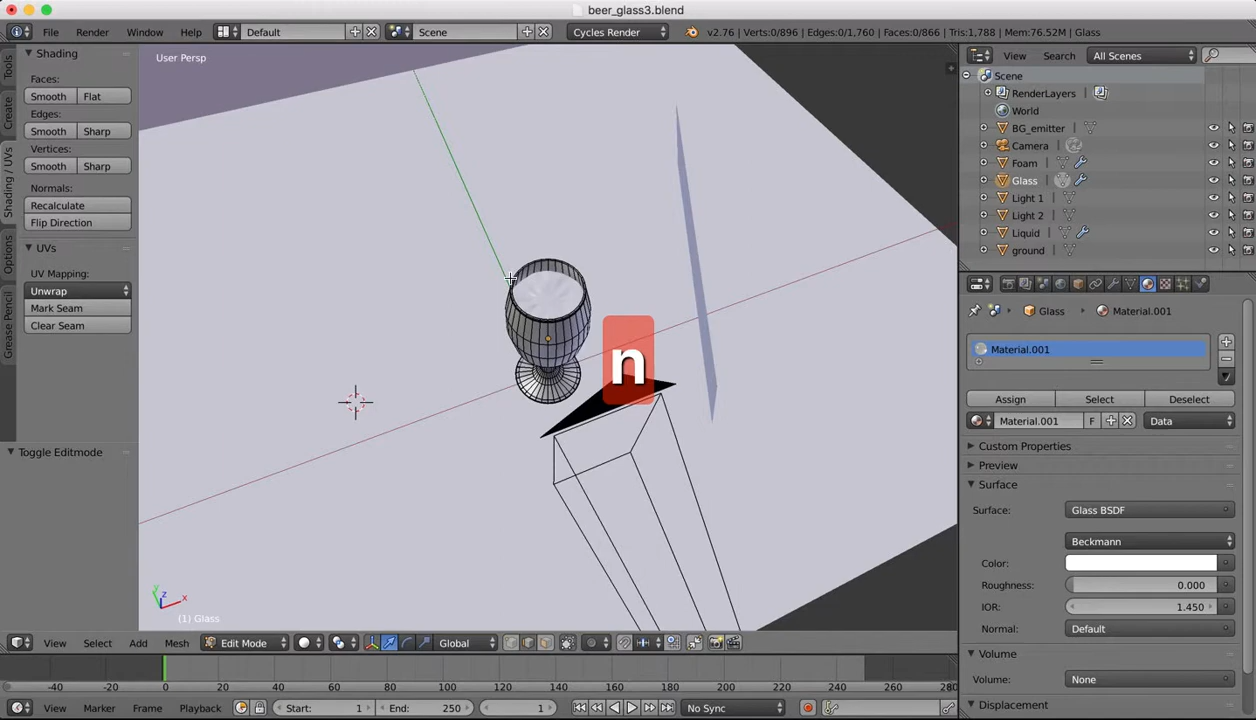 beer_glass3.blend
File Render Window Help Default Scene Cycles Render v2.76 | Verts:0/896 | Edges:0/1,760 | Faces:0/866 | Tris:1,788 | Mem:76.52M | Glass
Tools
Create
Shading / UVs
Options
Grease Pencil
Shading
Faces:
Smooth Flat
Edges:
Smooth Sharp
Vertices:
Smooth Sharp
Normals:
Recalculate
Flip Direction
UVs
UV Mapping:
Unwrap
Mark Seam
Clear Seam
Toggle Editmode
User Persp
n
y
z
x
(1) Glass
View Select Add Mesh Edit Mode Global
View Search All Scenes
Scene
RenderLayers
World
BG_emitter
Camera
Foam
Glass
Light 1
Light 2
Liquid
ground
Glass Material.001
Material.001
Assign Select Deselect
Material.001 F Data
Custom Properties
Preview
Surface
Surface: Glass BSDF
Beckmann
Color:
Roughness: 0.000
IOR: 1.450
Normal: Default
Volume
Volume: None
Displacement
-40 -20 0 20 40 60 80 100 120 140 160 180 200 220 240 260 280
View Marker Frame Playback Start: 1 End: 250 1 No Sync